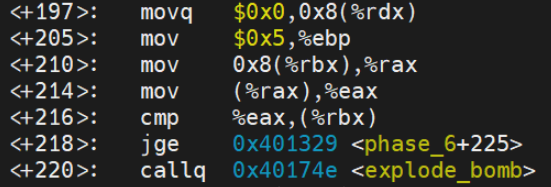 <+197>: movq $0x0,0x8(%rdx)
<+205>: mov $0x5,%ebp
<+210>: mov 0x8(%rbx),%rax
<+214>: mov (%rax),%eax
<+216>: cmp %eax,(%rbx)
<+218>: jge 0x401329 <phase_6+225>
<+220>: callq 0x40174e <explode_bomb>